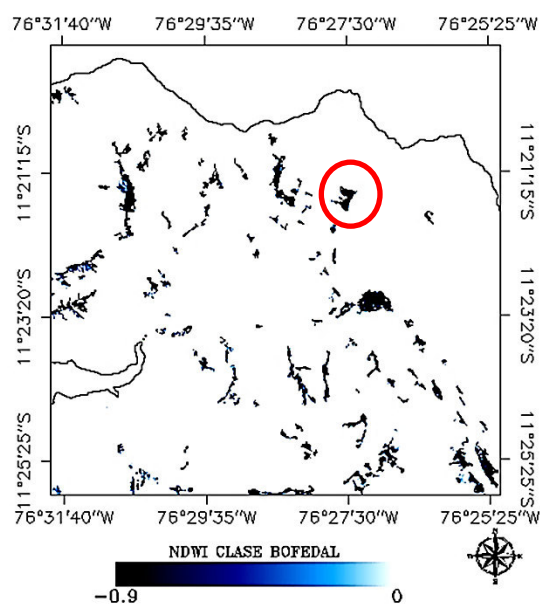 76°31′40″W 76°29′35″W 76°27′30″W 76°25′25″W
11°21′15″S 11°21′15″S
11°23′20″S 11°23′20″S
11°25′25″S 11°25′25″S
76°31′40″W 76°29′35″W 76°27′30″W 76°25′25″W
NDWI CLASE BOFEDAL
-0.9 0